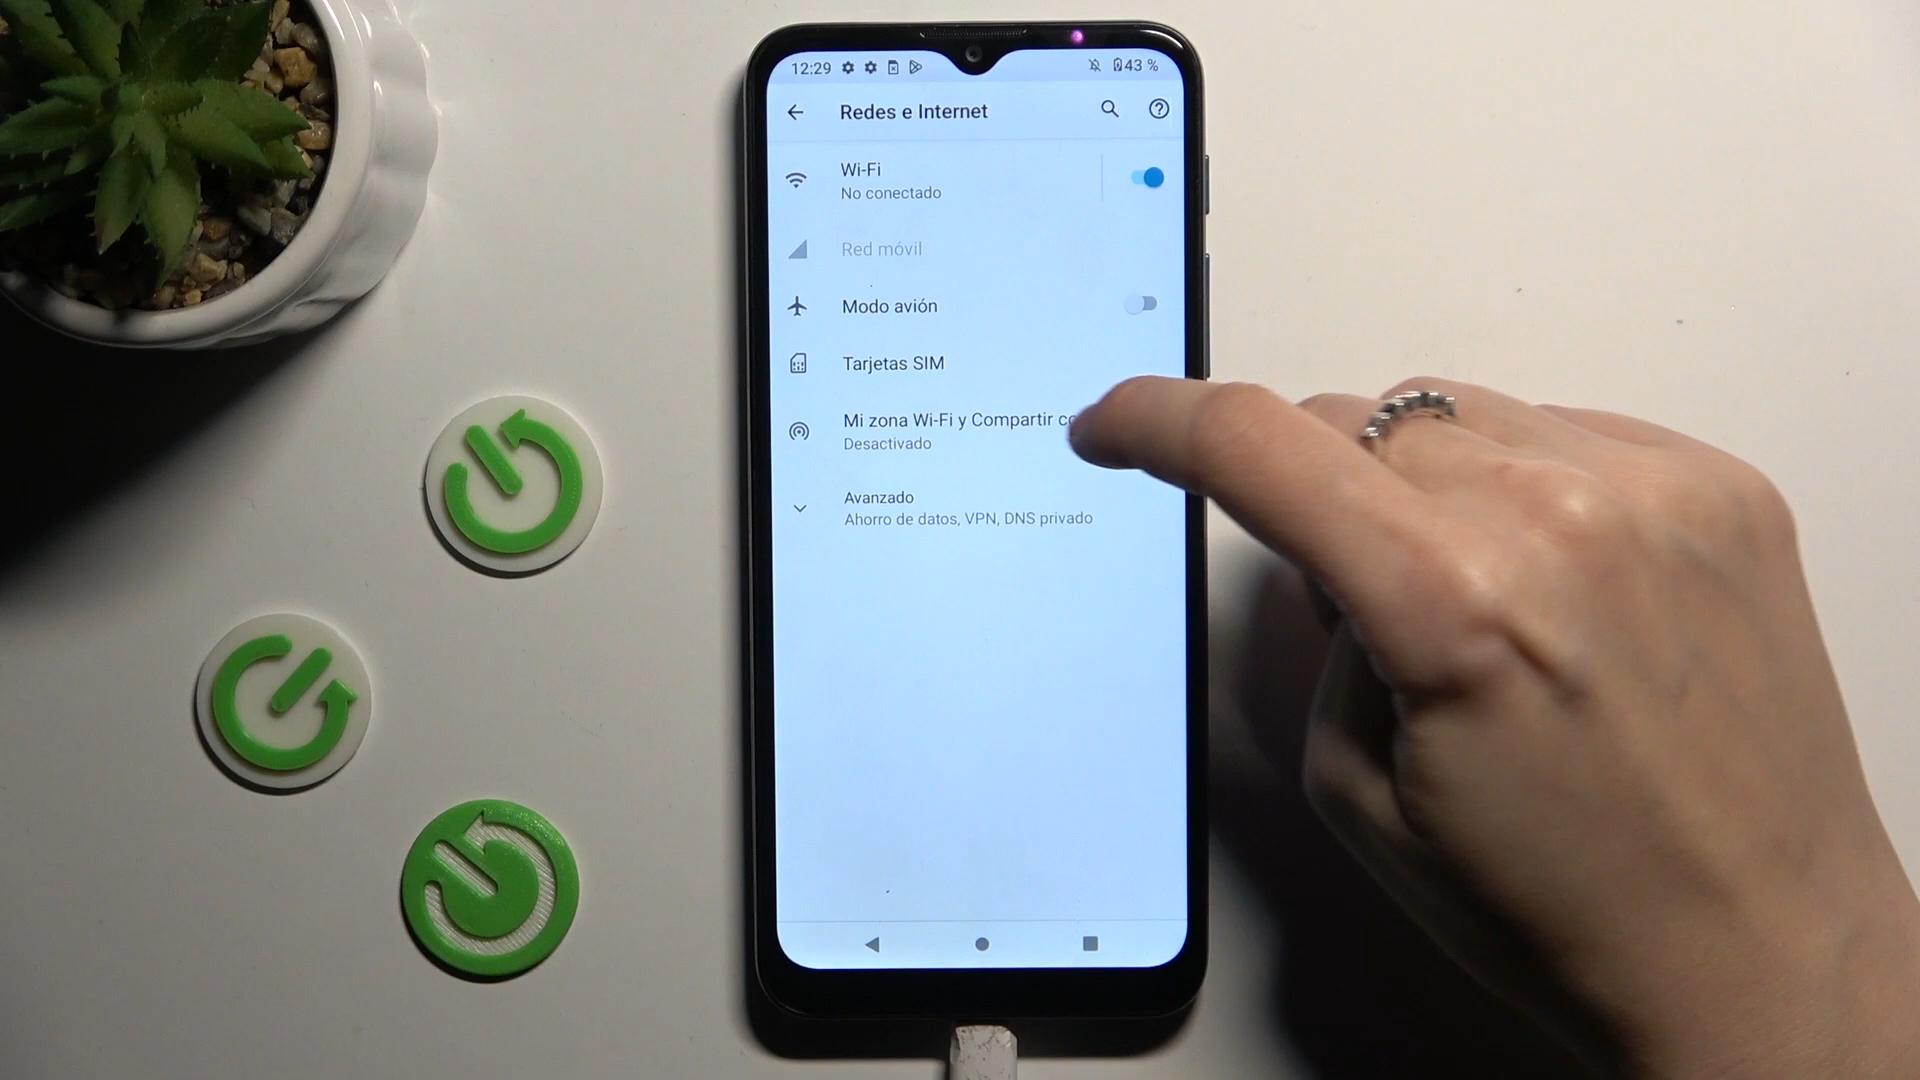 12:29
43 %
Redes e Internet
Wi-Fi
No conectado
Red móvil
Modo avión
Tarjetas SIM
Mi zona Wi-Fi y Compartir
Desactivado
Avanzado
Ahorro de datos, VPN, DNS privado